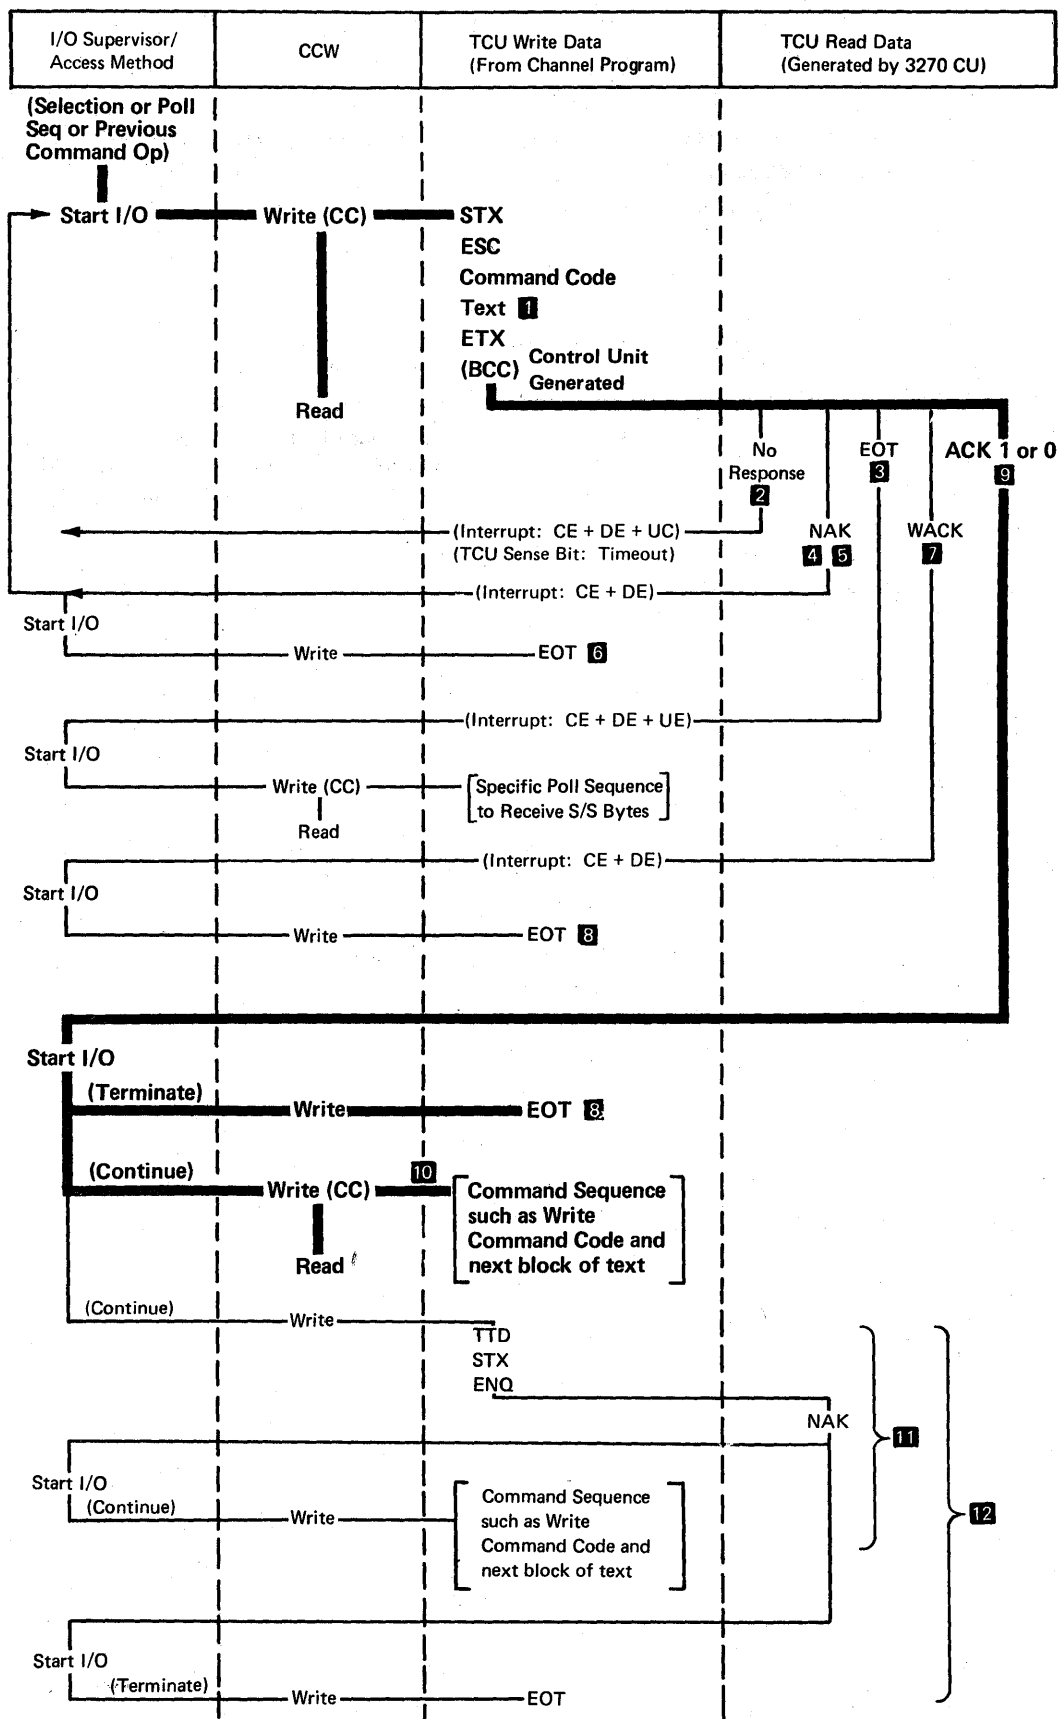 I/O Supervisor/
Access Method
CCW
TCU Write Data
(From Channel Program)
TCU Read Data
(Generated by 3270 CU)
(Selection or Poll
Seq or Previous
Command Op)
Start I/O
Write (CC)
STX
ESC
Command Code
Text 1
ETX
(BCC)
Control Unit
Generated
Read
No
Response
2
EOT
3
ACK 1 or 0
9
(Interrupt: CE + DE + UC)
(TCU Sense Bit: Timeout)
NAK
4 5
WACK
7
(Interrupt: CE + DE)
Start I/O
Write
EOT 6
(Interrupt: CE + DE + UE)
Start I/O
Write (CC)
Specific Poll Sequence
to Receive S/S Bytes
Read
(Interrupt: CE + DE)
Start I/O
Write
EOT 8
Start I/O
(Terminate)
Write
EOT 8
(Continue)
10
Write (CC)
Command Sequence
such as Write
Command Code and
next block of text
Read
(Continue)
Write
TTD
STX
ENQ
NAK
11
Start I/O
(Continue)
Write
Command Sequence
such as Write
Command Code and
next block of text
12
Start I/O
(Terminate)
Write
EOT